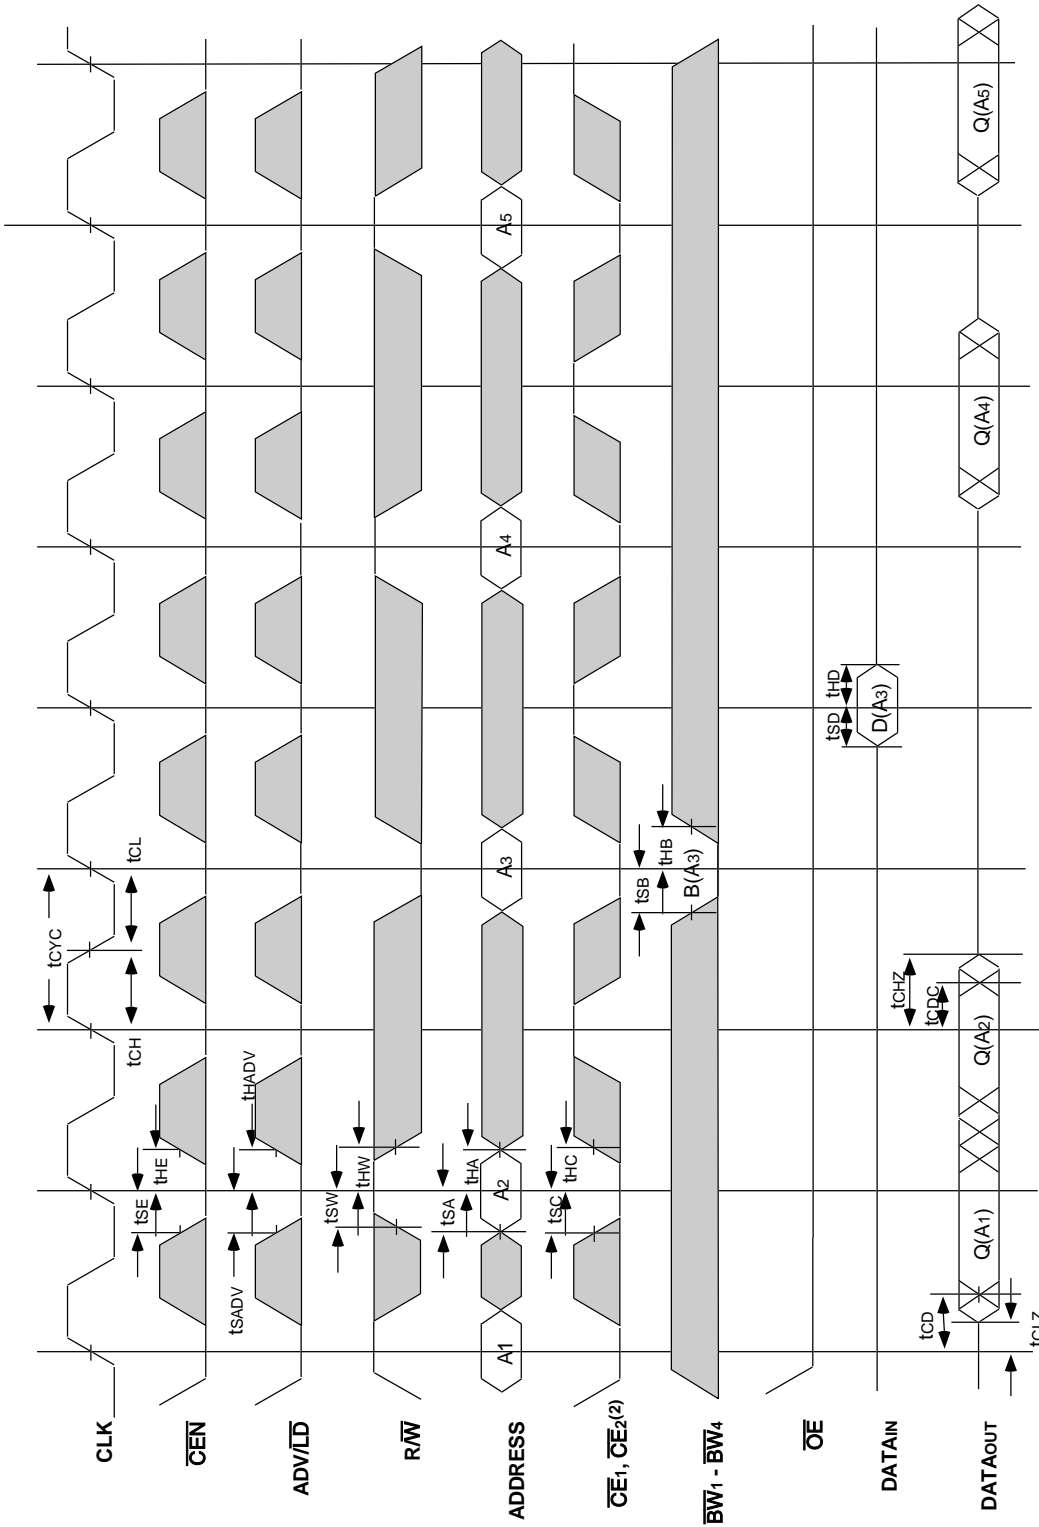 CLK
tCYC
tCH
tCL
CEN
tSE
tHE
ADV/LD
tSADV
tHADV
R/W
tSW
tHW
ADDRESS
A1
A2
A3
A4
A5
tSA
tHA
CE1, CE2(2)
tSC
tHC
BW1 - BW4
tSB
tHB
B(A3)
OE
DATAIN
tSD
tHD
D(A3)
DATAOUT
tCD
tCLZ
Q(A1)
Q(A2)
tCHZ
tCDC
Q(A4)
Q(A5)